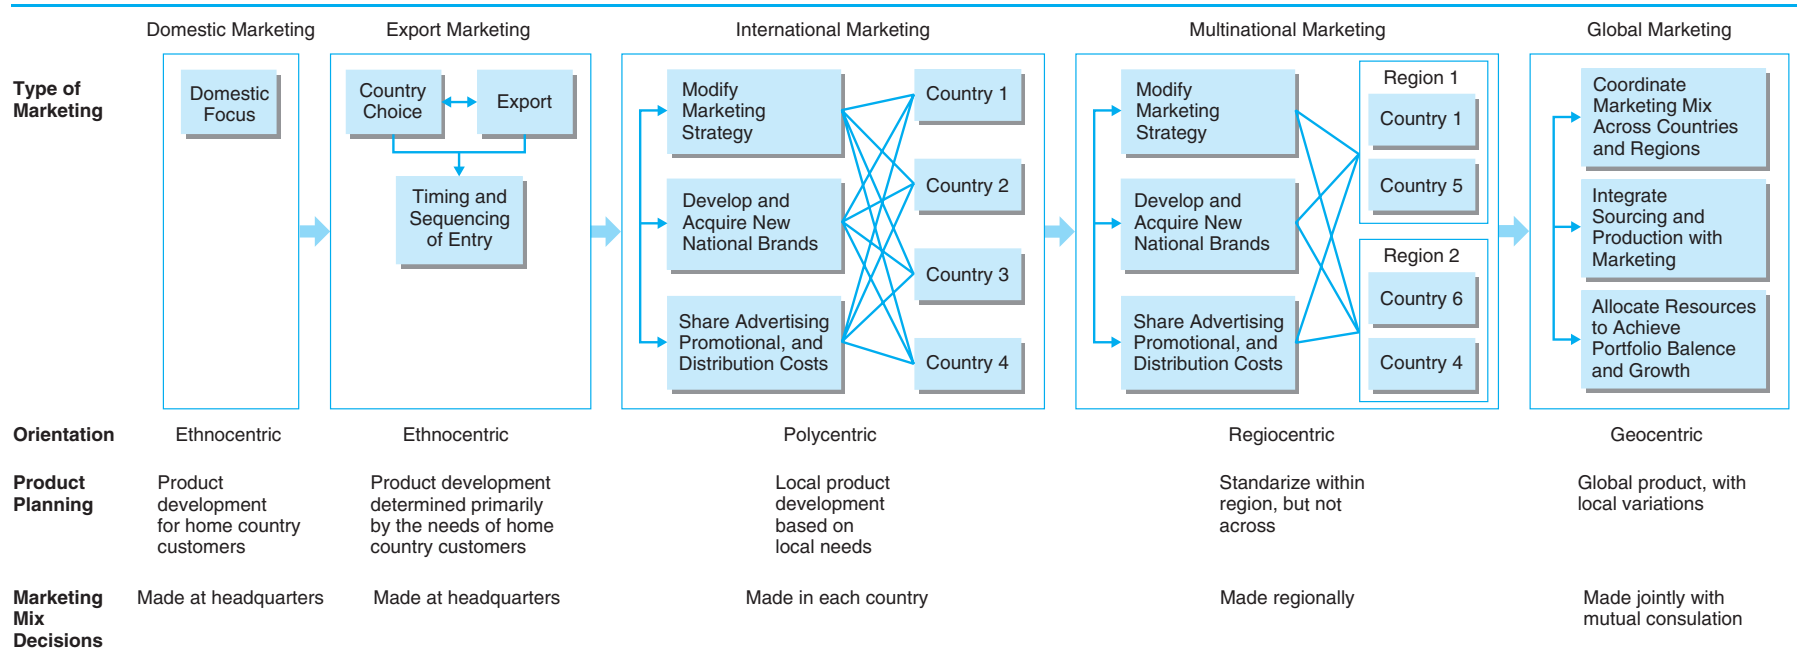 Domestic Marketing
Export Marketing
International Marketing
Multinational Marketing
Global Marketing
Type of
Marketing
Domestic
Focus
Country
Choice
Export
Timing and
Sequencing
of Entry
Modify
Marketing
Strategy
Develop and
Acquire New
National Brands
Share Advertising
Promotional, and
Distribution Costs
Country 1
Country 2
Country 3
Country 4
Modify
Marketing
Strategy
Develop and
Acquire New
National Brands
Share Advertising
Promotional, and
Distribution Costs
Region 1
Country 1
Country 5
Region 2
Country 6
Country 4
Coordinate
Marketing Mix
Across Countries
and Regions
Integrate
Sourcing and
Production with
Marketing
Allocate Resources
to Achieve
Portfolio Balence
and Growth
Orientation
Ethnocentric
Ethnocentric
Polycentric
Regiocentric
Geocentric
Product
Planning
Product
development
for home country
customers
Product development
determined primarily
by the needs of home
country customers
Local product
development
based on
local needs
Standarize within
region, but not
across
Global product, with
local variations
Marketing
Mix
Decisions
Made at headquarters
Made at headquarters
Made in each country
Made regionally
Made jointly with
mutual consulation